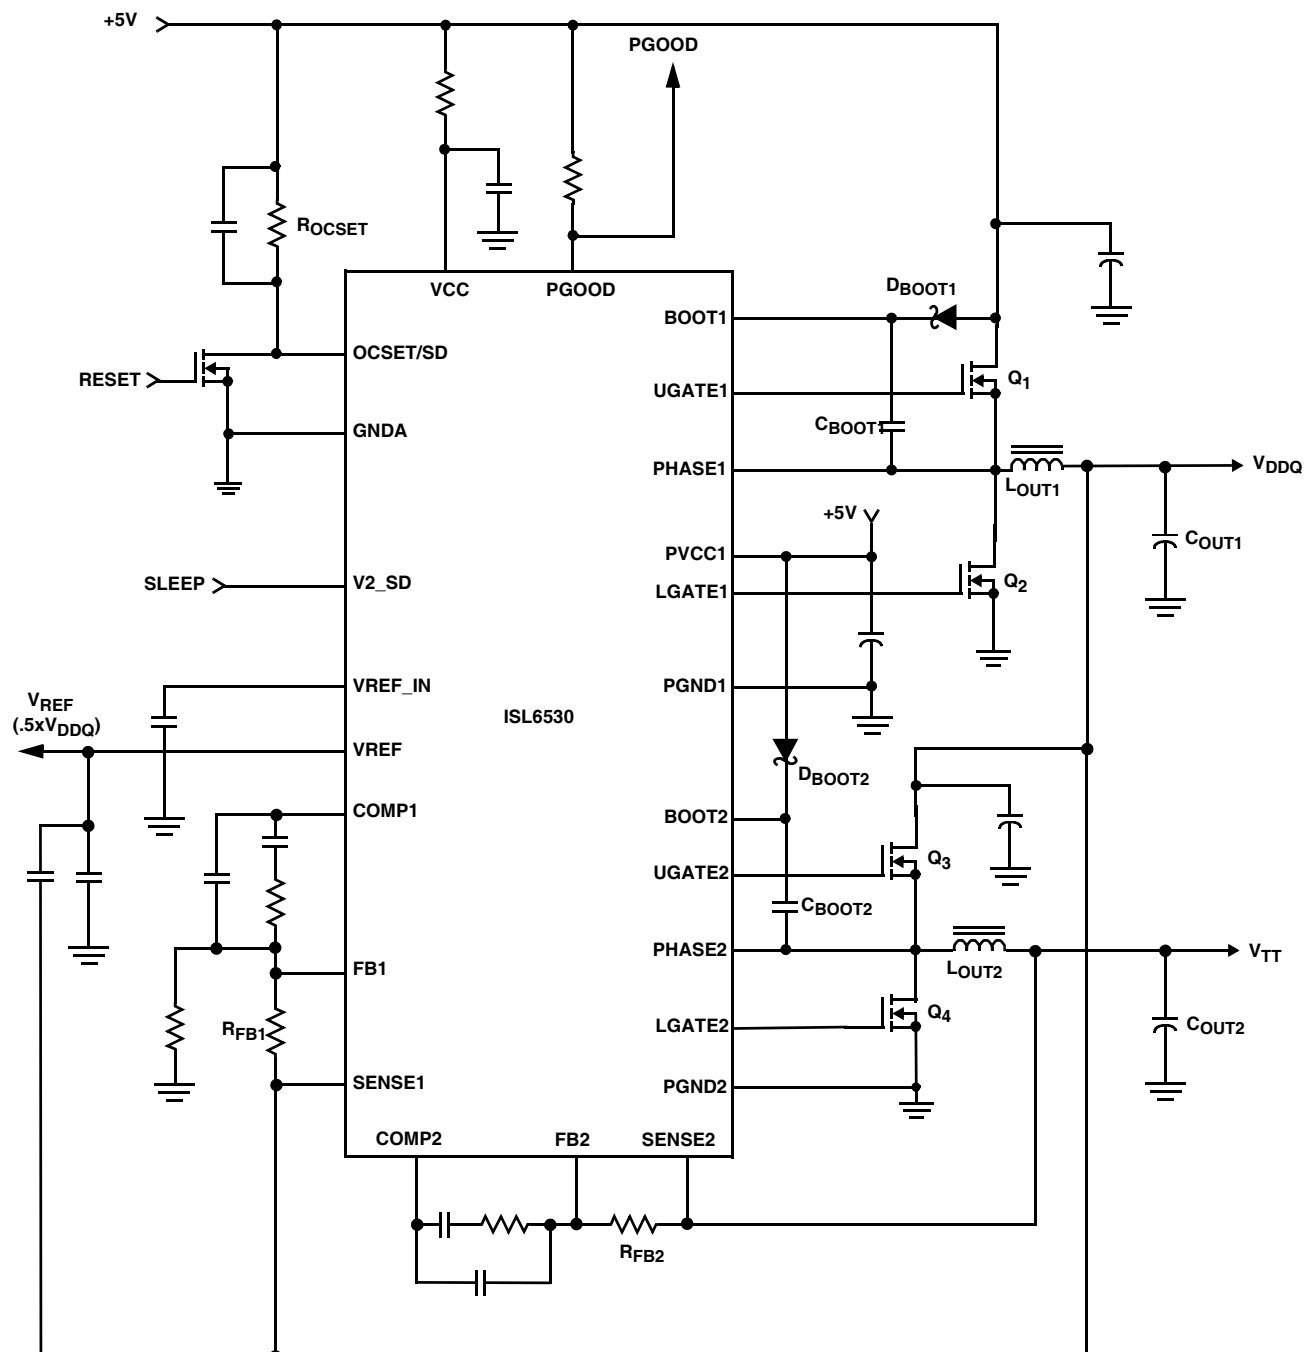 +5V
PGOOD
ROCSET
VCC
PGOOD
DBOOT1
BOOT1
OCSET/SD
RESET
Q1
UGATE1
CBOOT1
GNDA
PHASE1
VDDQ
LOUT1
+5V
COUT1
PVCC1
SLEEP
V2_SD
LGATE1
Q2
VREF_IN
PGND1
VREF
(.5xVDDQ)
ISL6530
VREF
DBOOT2
COMP1
BOOT2
Q3
UGATE2
CBOOT2
PHASE2
VTT
FB1
LOUT2
Q4
RFB1
LGATE2
COUT2
SENSE1
PGND2
COMP2
FB2
SENSE2
RFB2